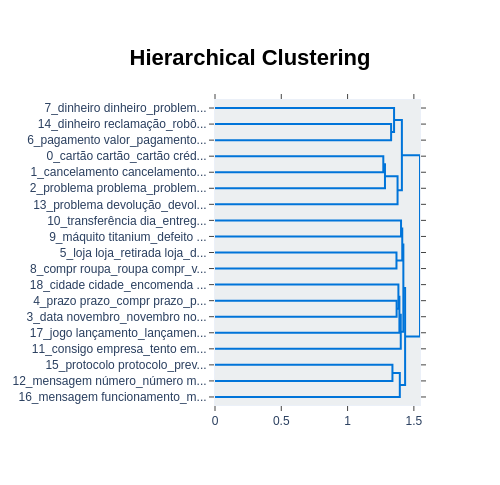 Hierarchical Clustering
7_dinheiro dinheiro_problem...
14_dinheiro reclamação_robô...
6_pagamento valor_pagamento...
0_cartão cartão_cartão créd...
1_cancelamento cancelamento...
2_problema problema_problem...
13_problema devolução_devol...
10_transferência dia_entreg...
9_máquito titanium_defeito ...
5_loja loja_retirada loja_d...
8_compr roupa_roupa compr_v...
18_cidade cidade_encomenda ...
4_prazo prazo_compr prazo_p...
3_data novembro_novembro no...
17_jogo lançamento_lançamen...
11_consigo empresa_tento em...
15_protocolo protocolo_prev...
12_mensagem número_número m...
16_mensagem funcionamento_m...
0 0.5 1 1.5